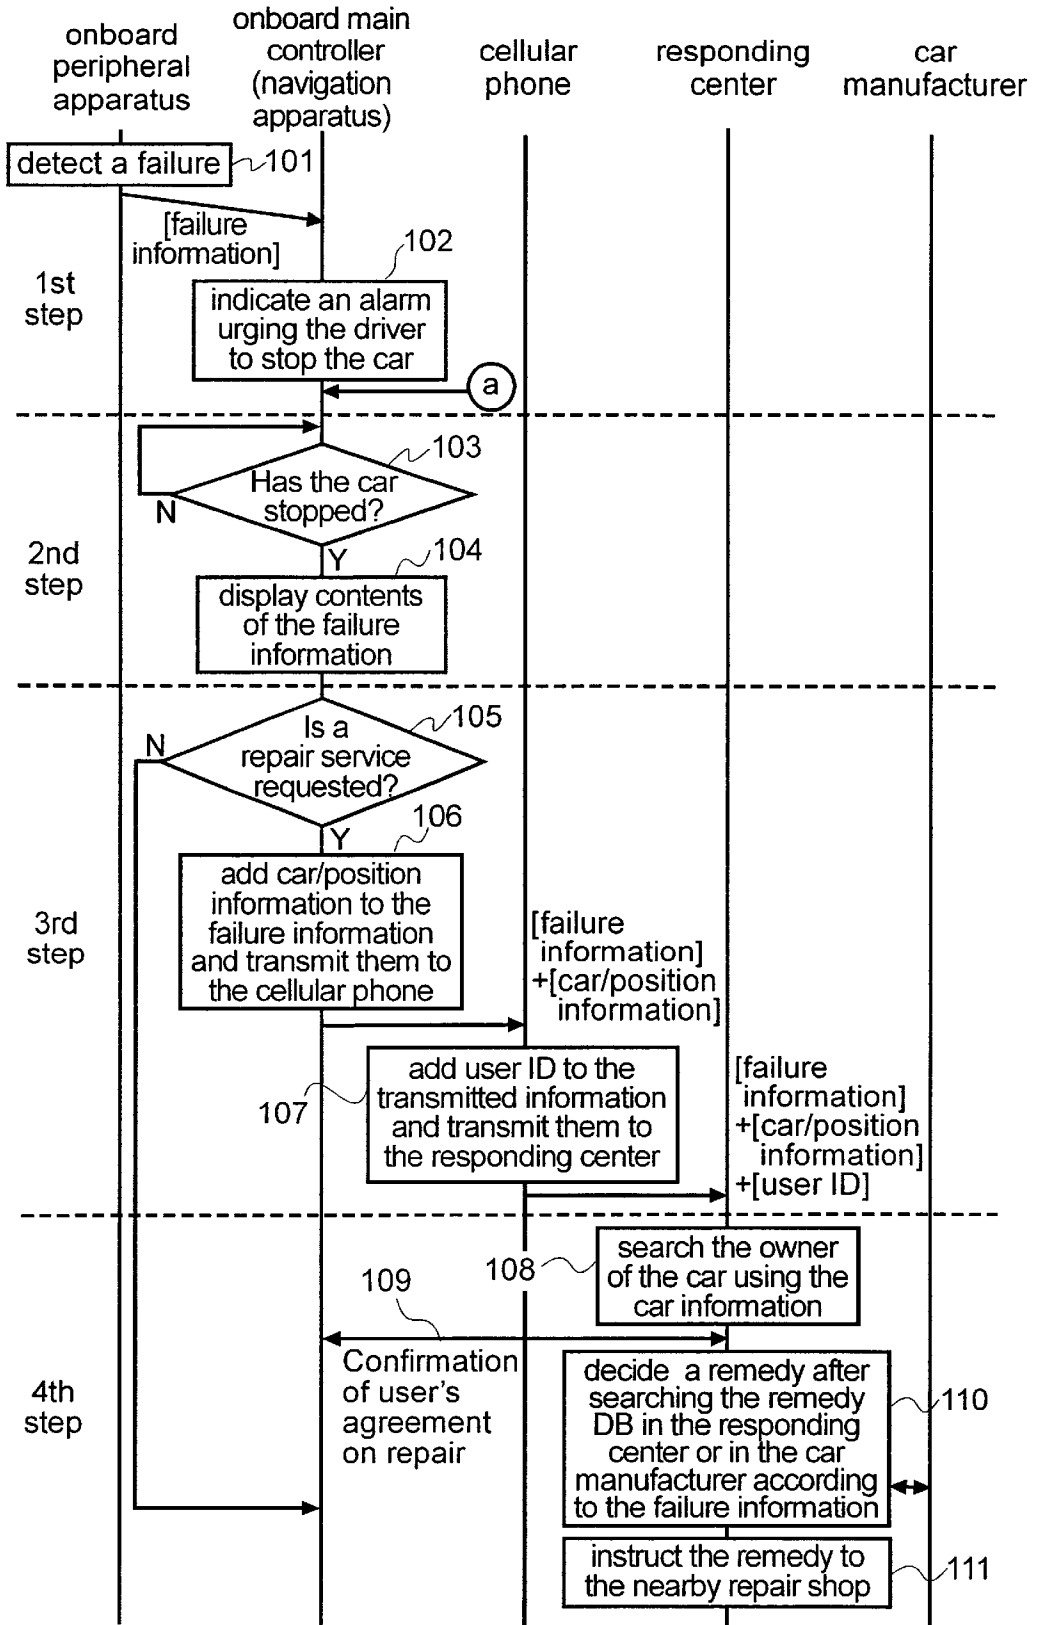 onboard
peripheral
apparatus
onboard main
controller
(navigation
apparatus)
cellular
phone
responding
center
car
manufacturer
detect a failure
101
[failure
information]
1st
step
102
indicate an alarm
urging the driver
to stop the car
a
103
Has the car
stopped?
N
Y
2nd
step
104
display contents
of the failure
information
105
Is a
repair service
requested?
N
Y
106
3rd
step
add car/position
information to the
failure information
and transmit them to
the cellular phone
[failure
information]
+[car/position
information]
107
add user ID to the
transmitted information
and transmit them to
the responding center
[failure
information]
+[car/position
information]
+[user ID]
4th
step
108
search the owner
of the car using the
car information
109
Confirmation
of user's
agreement
on repair
decide a remedy after
searching the remedy
DB in the responding
center or in the car
manufacturer according
to the failure information
110
instruct the remedy to
the nearby repair shop
111